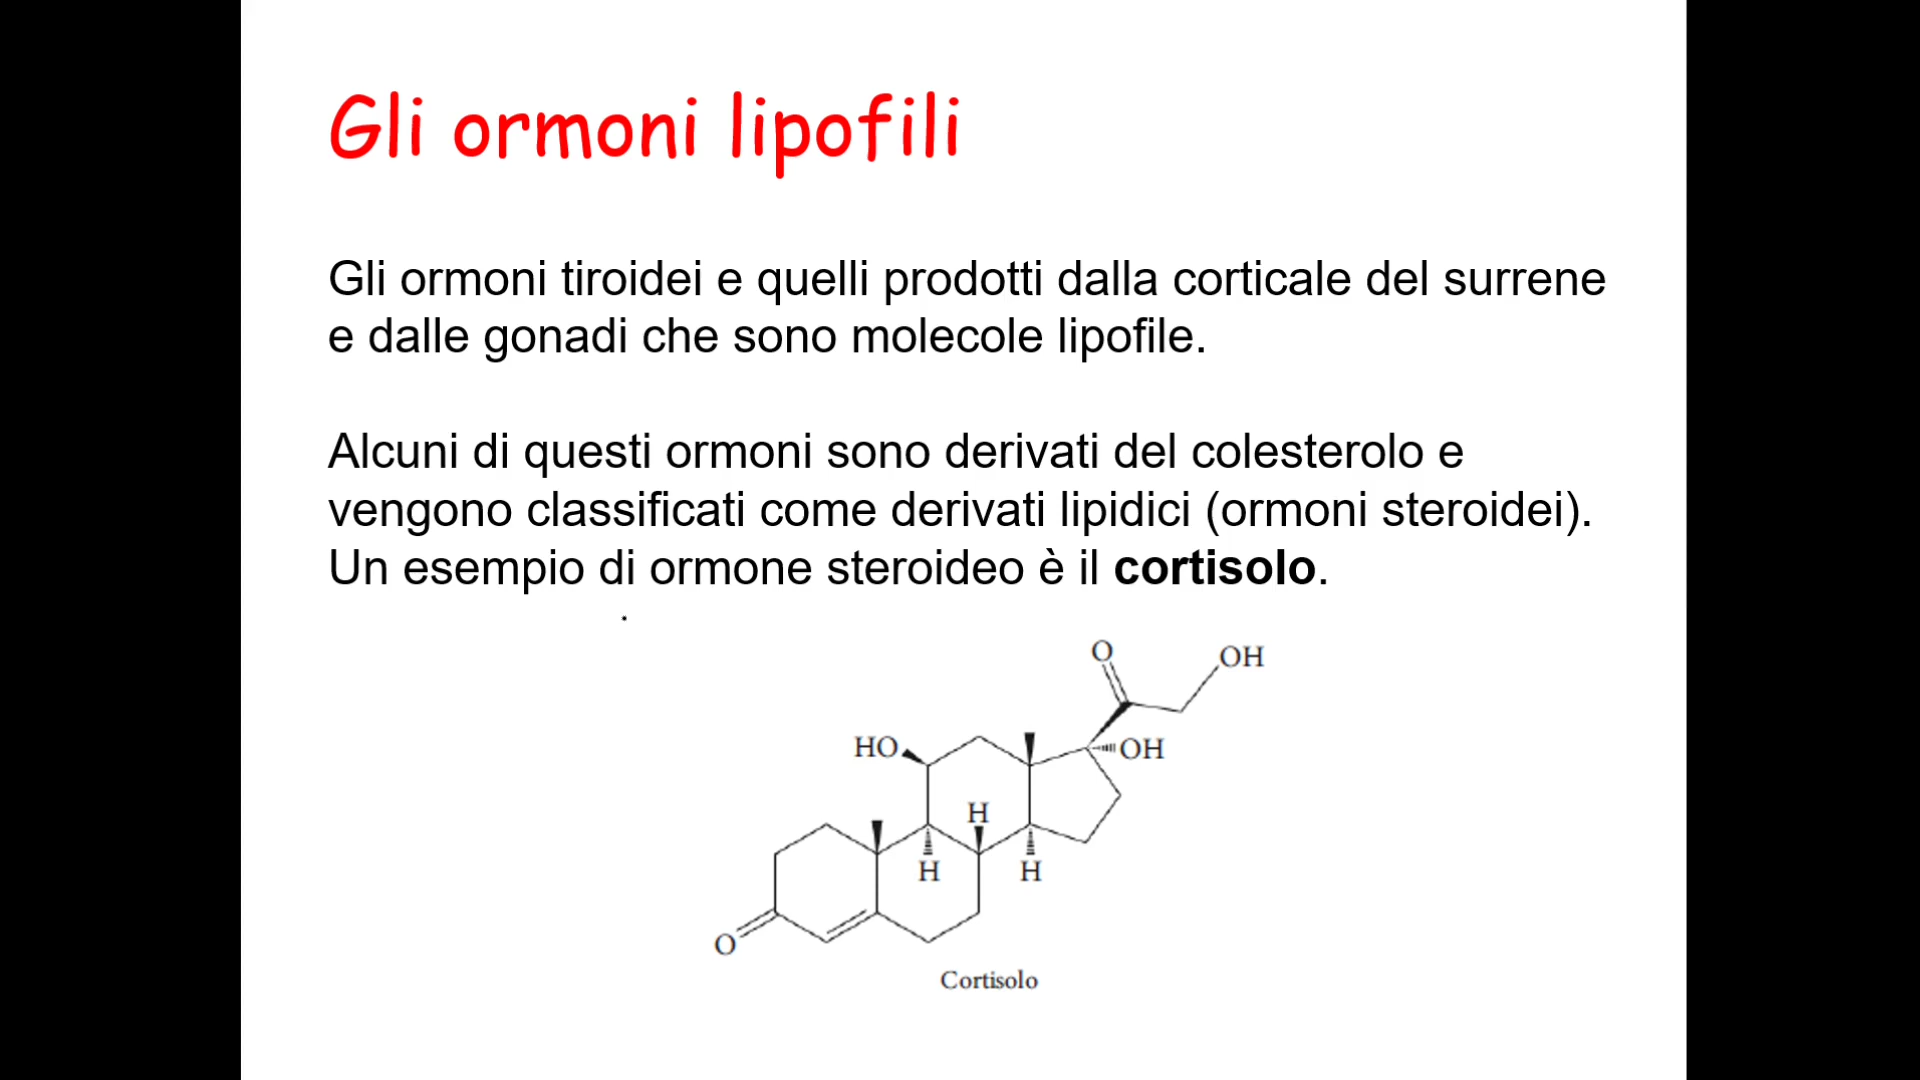 Gli ormoni lipofili
Gli ormoni tiroidei e quelli prodotti dalla corticale del surrene
e dalle gonadi che sono molecole lipofile.
Alcuni di questi ormoni sono derivati del colesterolo e
vengono classificati come derivati lipidici (ormoni steroidei).
Un esempio di ormone steroideo è il cortisolo.
.
O
OH
HO
OH
H
H
H
O
Cortisolo